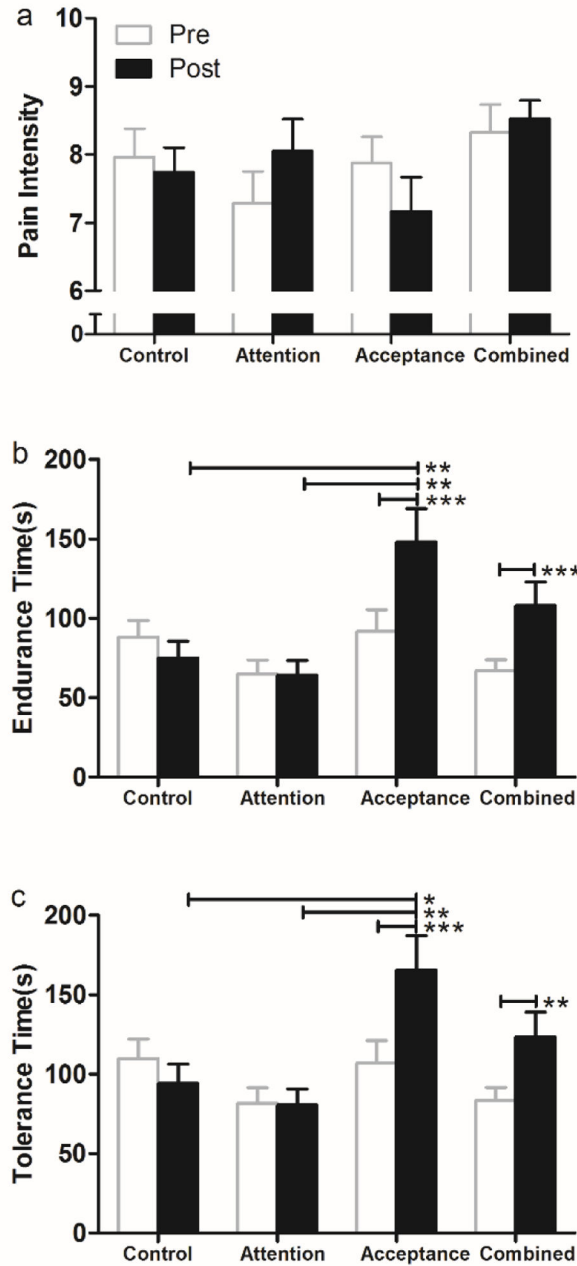 a
10
9
8
7
6
0
Pain Intensity
Pre
Post
Control Attention Acceptance Combined
b
200
150
100
50
0
Endurance Time(s)
**
**
***
***
Control Attention Acceptance Combined
c
200
150
100
50
0
Tolerance Time(s)
*
**
***
**
Control Attention Acceptance Combined